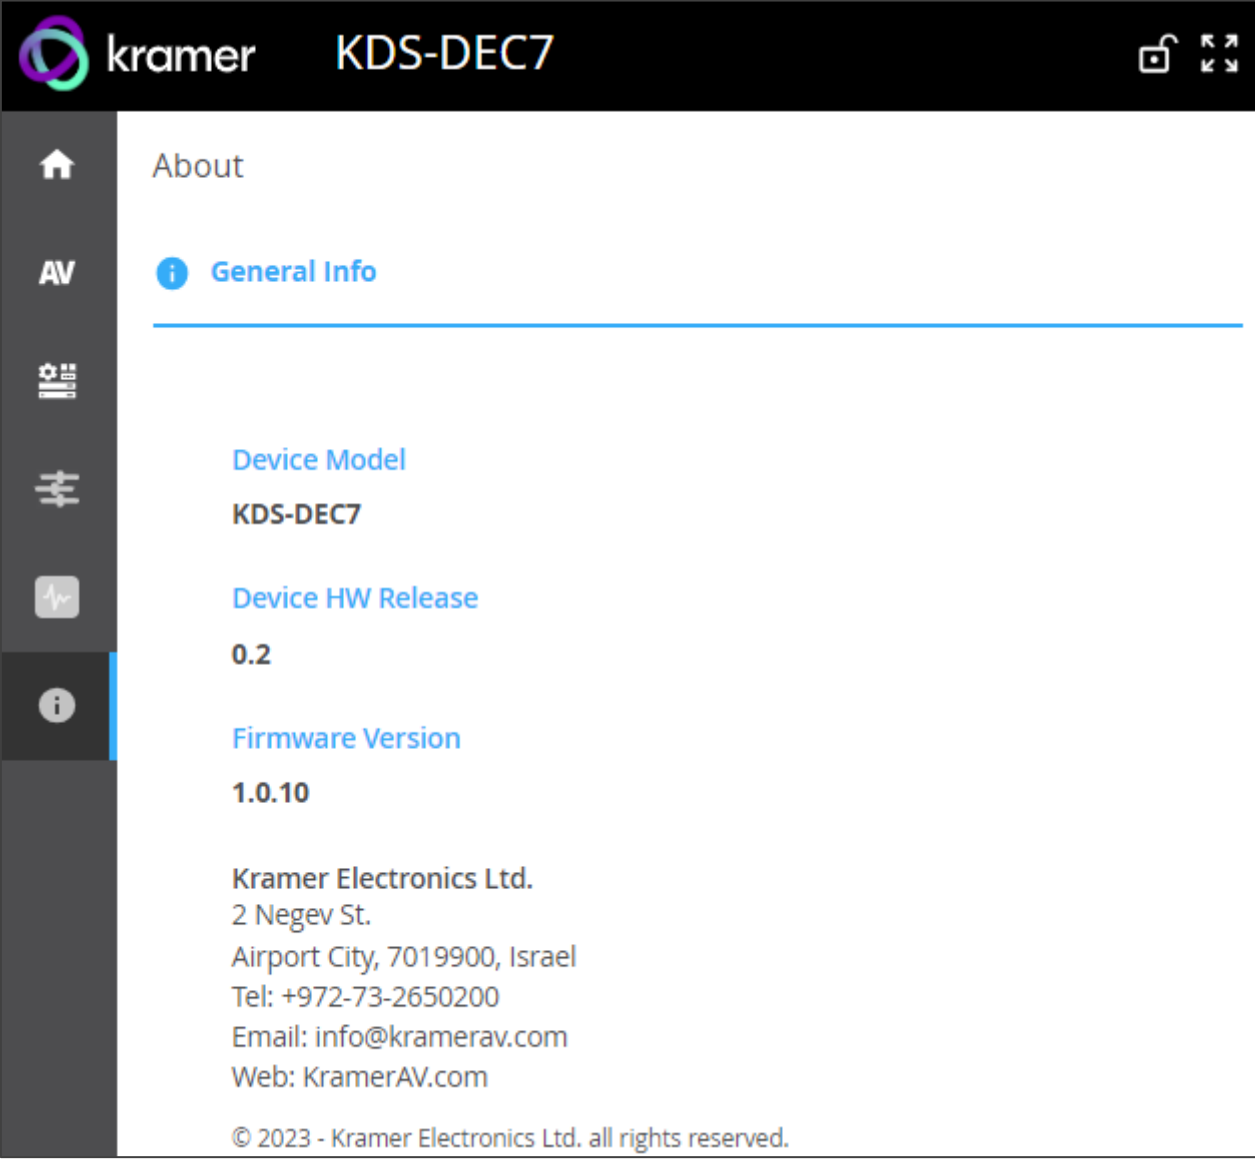 kramer KDS-DEC7
About
AV
General Info
Device Model
KDS-DEC7
Device HW Release
0.2
Firmware Version
1.0.10
Kramer Electronics Ltd.
2 Negev St.
Airport City, 7019900, Israel
Tel: +972-73-2650200
Email: info@kramerav.com
Web: KramerAV.com
© 2023 - Kramer Electronics Ltd. all rights reserved.